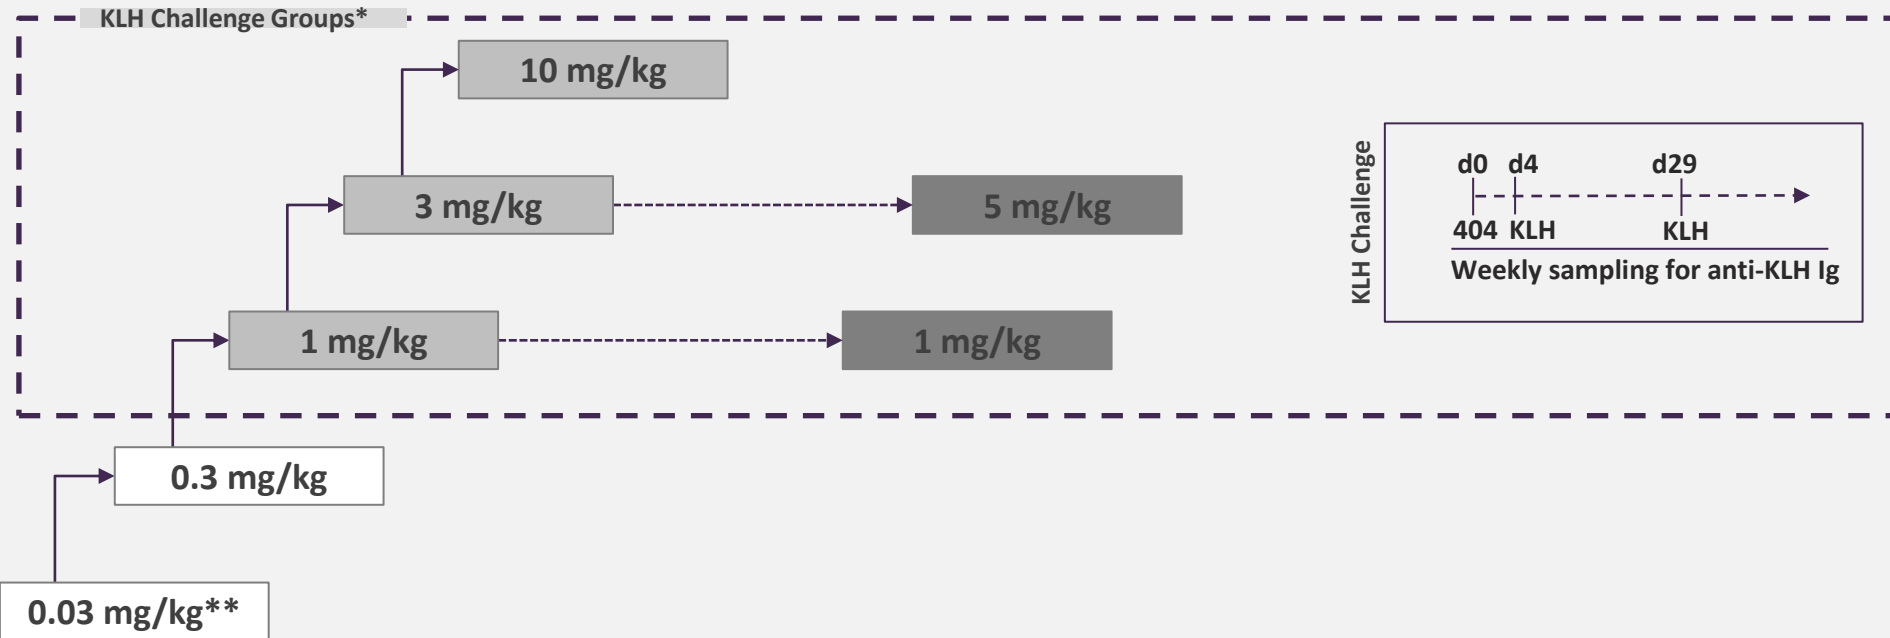 KLH Challenge Groups*
10 mg/kg
3 mg/kg
5 mg/kg
1 mg/kg
1 mg/kg
0.3 mg/kg
0.03 mg/kg**
KLH Challenge
d0 d4 d29
404 KLH KLH
Weekly sampling for anti-KLH Ig